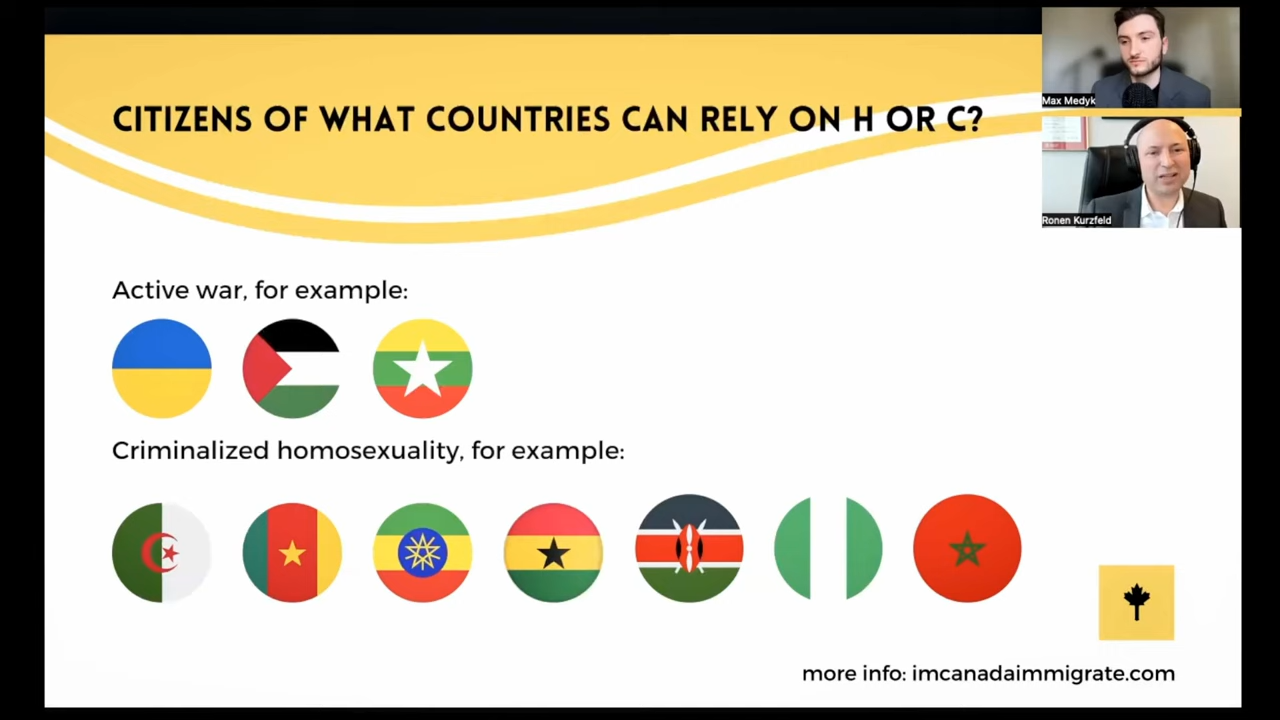 CITIZENS OF WHAT COUNTRIES CAN RELY ON H OR C?
Max Medyk
Ronen Kurzfeld
Active war, for example:
Criminalized homosexuality, for example:
more info: imcanadaimmigrate.com